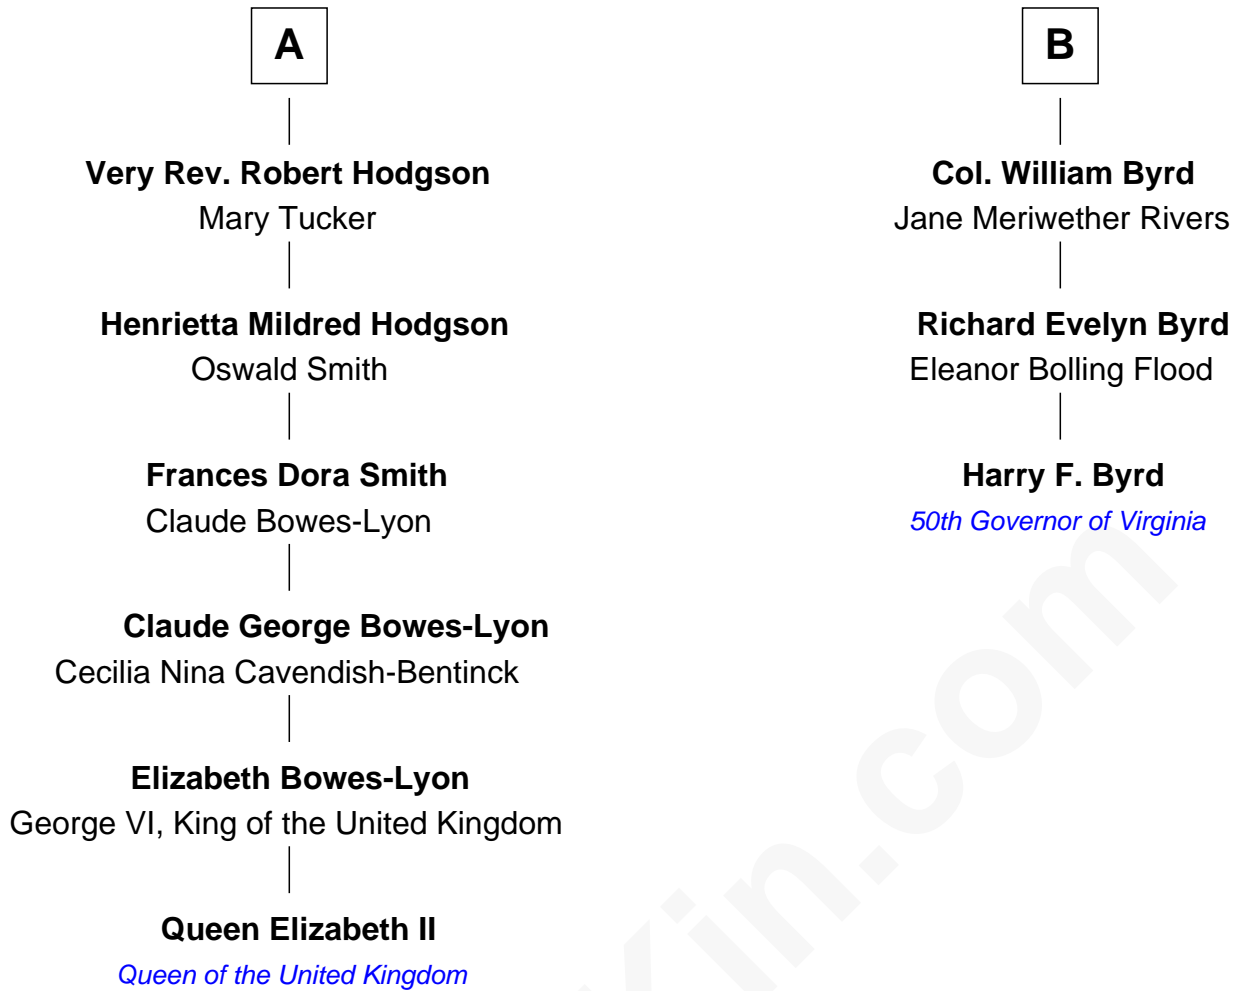 A
Very Rev. Robert Hodgson
Mary Tucker
Henrietta Mildred Hodgson
Oswald Smith
Frances Dora Smith
Claude Bowes-Lyon
Claude George Bowes-Lyon
Cecilia Nina Cavendish-Bentinck
Elizabeth Bowes-Lyon
George VI, King of the United Kingdom
Queen Elizabeth II
Queen of the United Kingdom
B
Col. William Byrd
Jane Meriwether Rivers
Richard Evelyn Byrd
Eleanor Bolling Flood
Harry F. Byrd
50th Governor of Virginia
Kin.com